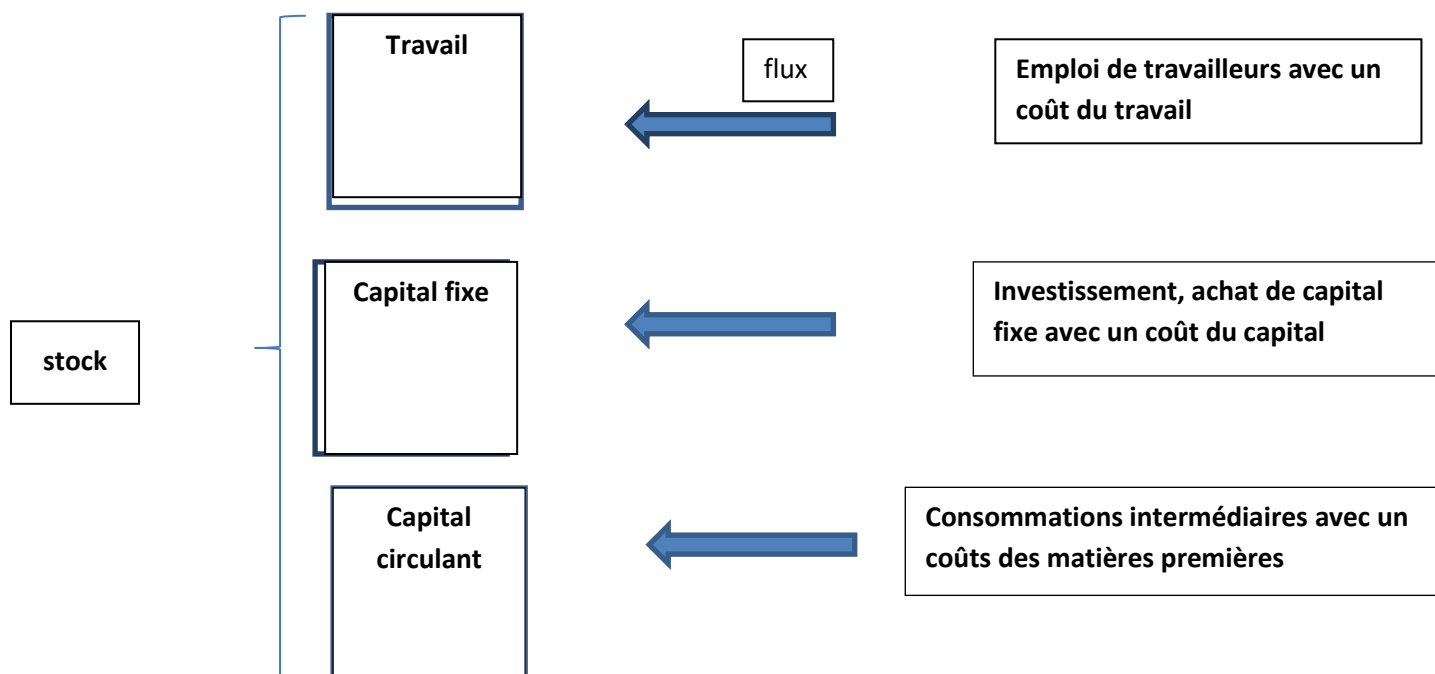 Travail
flux
Emploi de travailleurs avec un
coût du travail
stock
Capital fixe
Investissement, achat de capital
fixe avec un coût du capital
Capital
circulant
Consommations intermédiaires avec un
coûts des matières premières